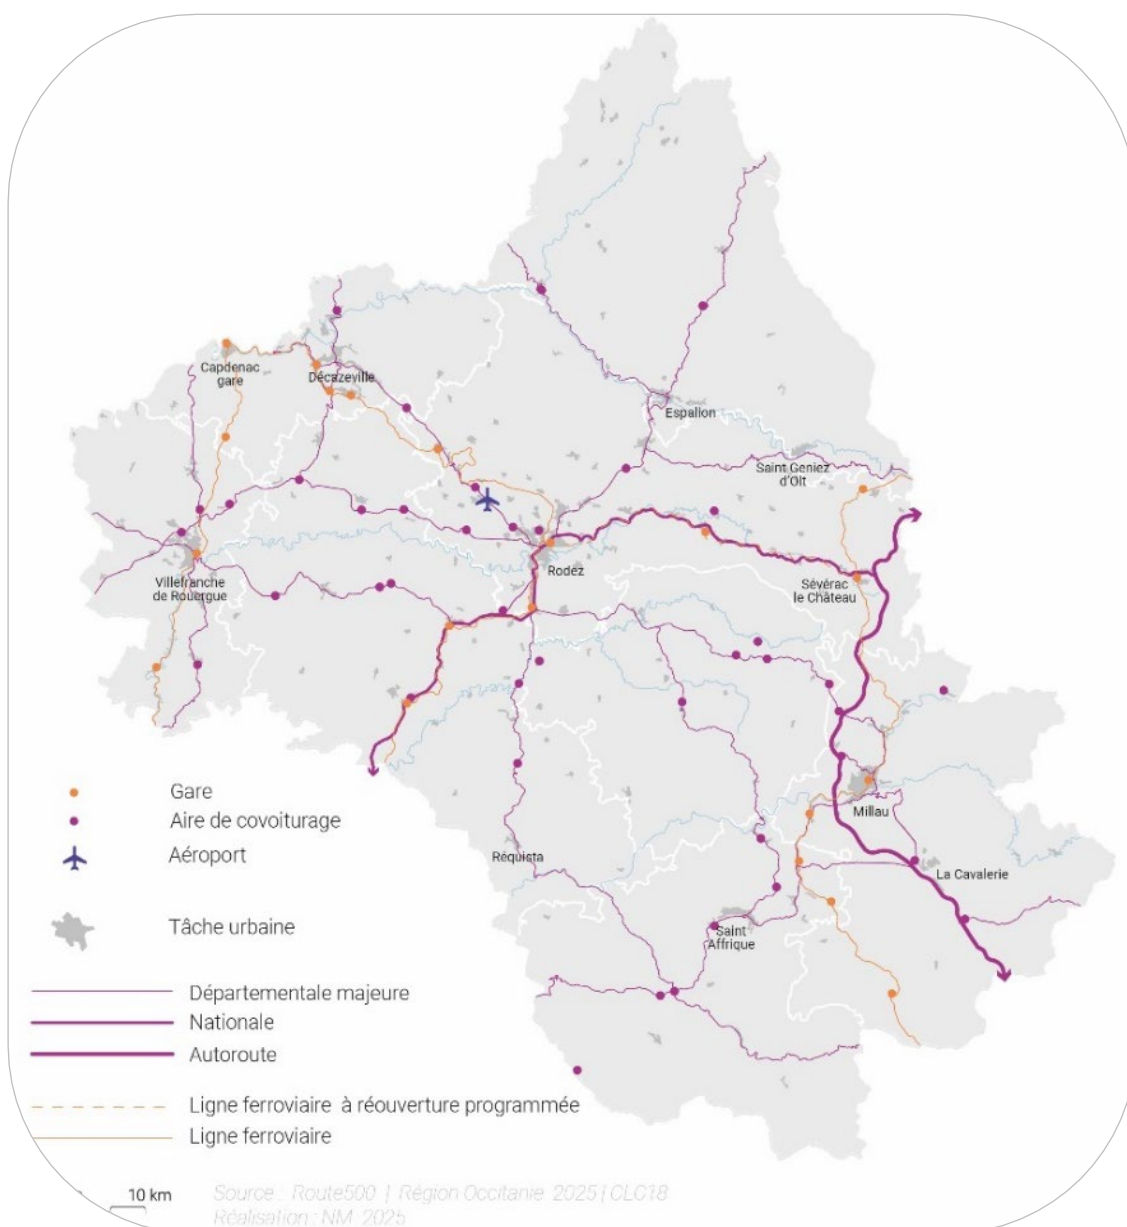 Capdenac
gare
Décazeville
Espalion
Saint Geniez
d'Olt
Rodez
Villefranche
de Rouergue
Sévérac
le Château
Millau
Réquista
La Cavalerie
Saint
Affrique
Gare
Aire de covoiturage
Aéroport
Tâche urbaine
Départementale majeure
Nationale
Autoroute
Ligne ferroviaire à réouverture programmée
Ligne ferroviaire
10 km
Source : Route500 | Région Occitanie 2025 | CLC18
Réalisation : NM 2025